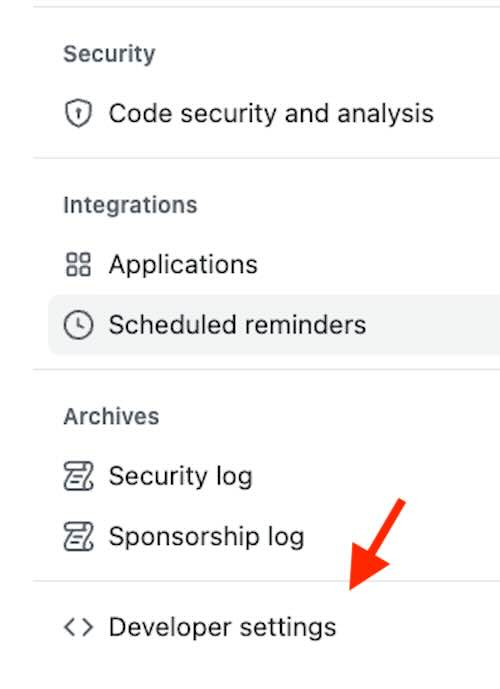 Security
Code security and analysis
Integrations
Applications
Scheduled reminders
Archives
Security log
Sponsorship log
Developer settings